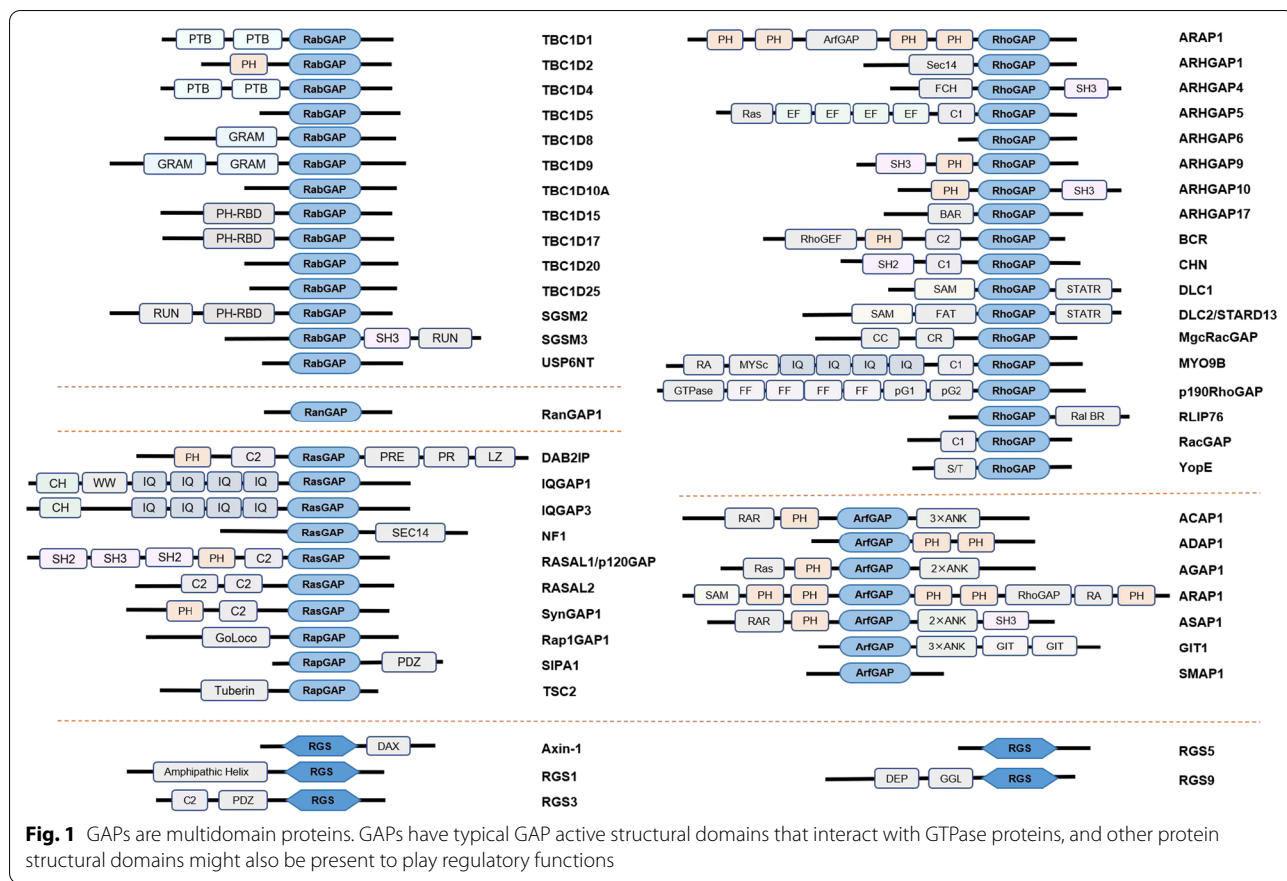 PTB PTB RabGAP TBC1D1
PH RabGAP TBC1D2
PTB PTB RabGAP TBC1D4
RabGAP TBC1D5
GRAM RabGAP TBC1D8
GRAM GRAM RabGAP TBC1D9
RabGAP TBC1D10A
PH-RBD RabGAP TBC1D15
PH-RBD RabGAP TBC1D17
RabGAP TBC1D20
RabGAP TBC1D25
RUN PH-RBD RabGAP SGSM2
RabGAP SH3 RUN SGSM3
RabGAP USP6NT
RanGAP RanGAP1
PH C2 RasGAP PRE PR LZ DAB2IP
CH WW IQ IQ IQ IQ RasGAP IQGAP1
CH IQ IQ IQ IQ RasGAP IQGAP3
RasGAP SEC14 NF1
SH2 SH3 SH2 PH C2 RasGAP RASAL1/p120GAP
C2 C2 RasGAP RASAL2
PH C2 RasGAP SynGAP1
GoLoco RapGAP Rap1GAP1
RapGAP PDZ SIPA1
Tuberin RapGAP TSC2
PH PH ArfGAP PH PH RhoGAP ARAP1
Sec14 RhoGAP ARHGAP1
FCH RhoGAP SH3 ARHGAP4
Ras EF EF EF EF C1 RhoGAP ARHGAP5
RhoGAP ARHGAP6
SH3 PH RhoGAP ARHGAP9
PH RhoGAP SH3 ARHGAP10
BAR RhoGAP ARHGAP17
RhoGEF PH C2 RhoGAP BCR
SH2 C1 RhoGAP CHN
SAM RhoGAP STATR DLC1
SAM FAT RhoGAP STATR DLC2/STARD13
CC CR RhoGAP MgcRacGAP
RA MYSc IQ IQ IQ IQ C1 RhoGAP MYO9B
GTPase FF FF FF FF pG1 pG2 RhoGAP p190RhoGAP
RhoGAP Ral BR RLIP76
C1 RhoGAP RacGAP
S/T RhoGAP YopE
RAR PH ArfGAP 3×ANK ACAP1
ArfGAP PH PH ADAP1
Ras PH ArfGAP 2×ANK AGAP1
SAM PH PH ArfGAP PH PH RhoGAP RA PH ARAP1
RAR PH ArfGAP 2×ANK SH3 ASAP1
ArfGAP 3×ANK GIT GIT GIT1
ArfGAP SMAP1
RGS DAX Axin-1
Amphipathic Helix RGS RGS1
C2 PDZ RGS RGS3
RGS RGS5
DEP GGL RGS RGS9
Fig. 1 GAPs are multidomain proteins. GAPs have typical GAP active structural domains that interact with GTPase proteins, and other protein
structural domains might also be present to play regulatory functions